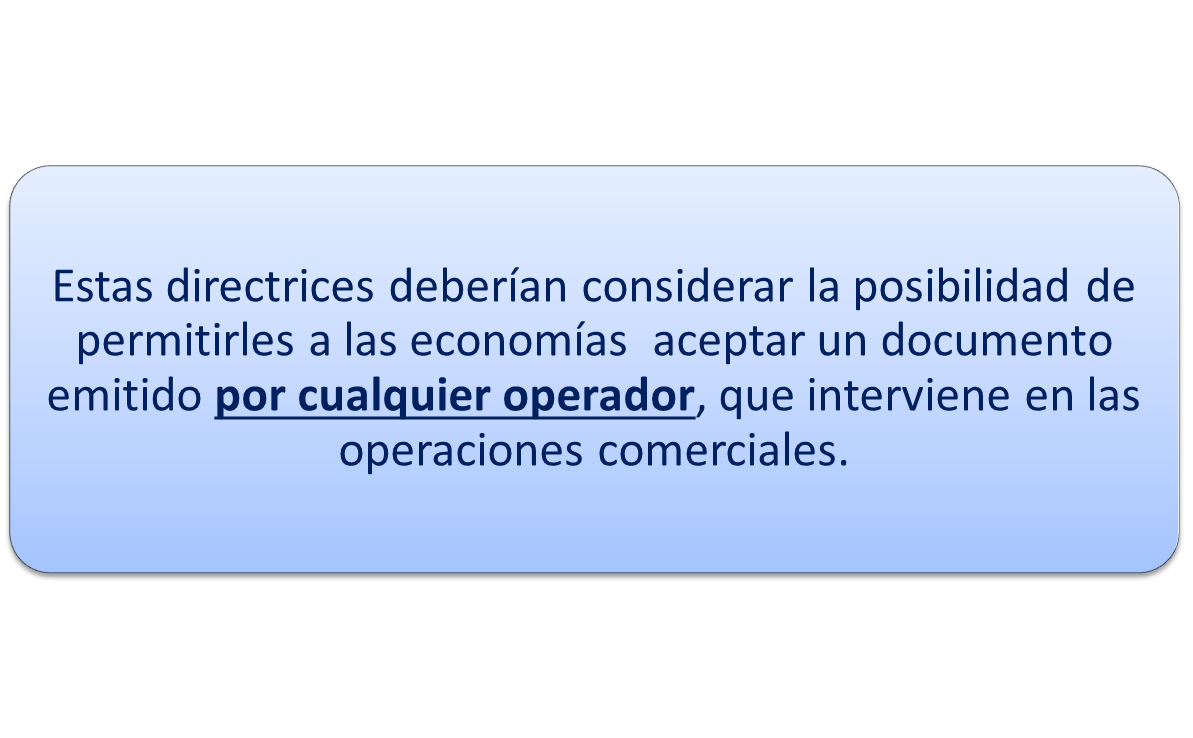 Estas directrices deberían considerar la posibilidad de
permitirles a las economías  aceptar un documento
emitido por cualquier operador, que interviene en las
operaciones comerciales.